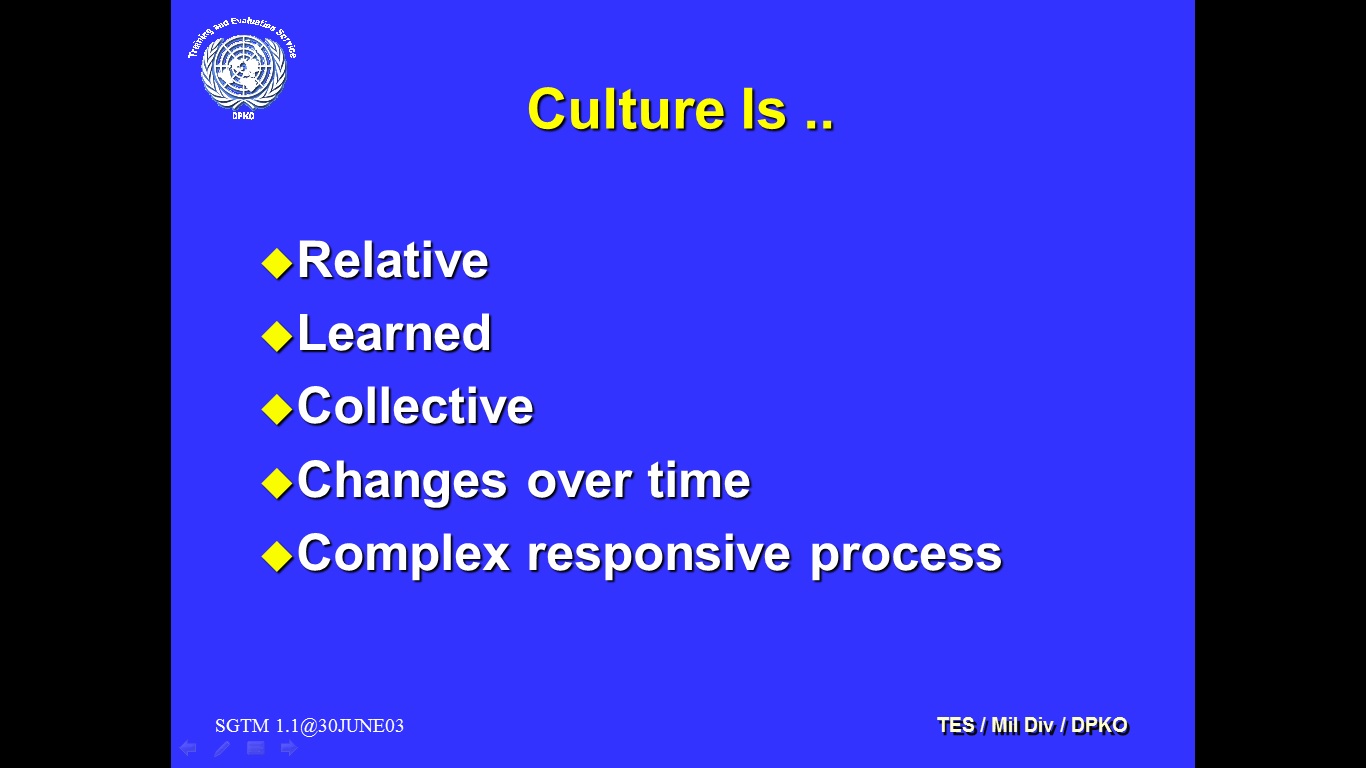 Training and Evaluation Service
DPKO
Culture Is ..
Relative
Learned
Collective
Changes over time
Complex responsive process
SGTM 1.1@30JUNE03
TES / Mil Div / DPKO